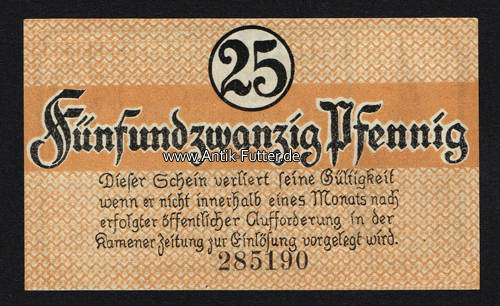 25
Fünfundzwanzig Pfennig
www.Antik-Futter.de
Dieser Schein verliert seine Gültigkeit
wenn er nicht innerhalb eines Monats nach
erfolgter öffentlicher Aufforderung in der
Kamener Zeitung zur Einlösung vorgelegt wird.
285190